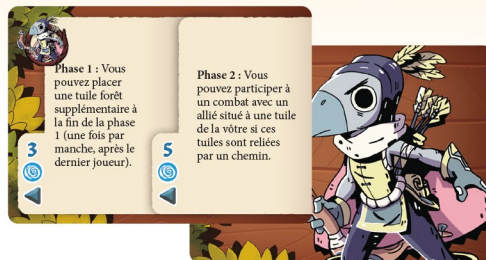 Phase 1 : Vous
pouvez placer
une tuile forêt
supplémentaire à
la fin de la phase
1 (une fois par
manche, après le
dernier joueur).
3
Phase 2 : Vous
pouvez participer à
un combat avec un
allié situé à une tuile
de la vôtre si ces
tuiles sont reliées
par un chemin.
5